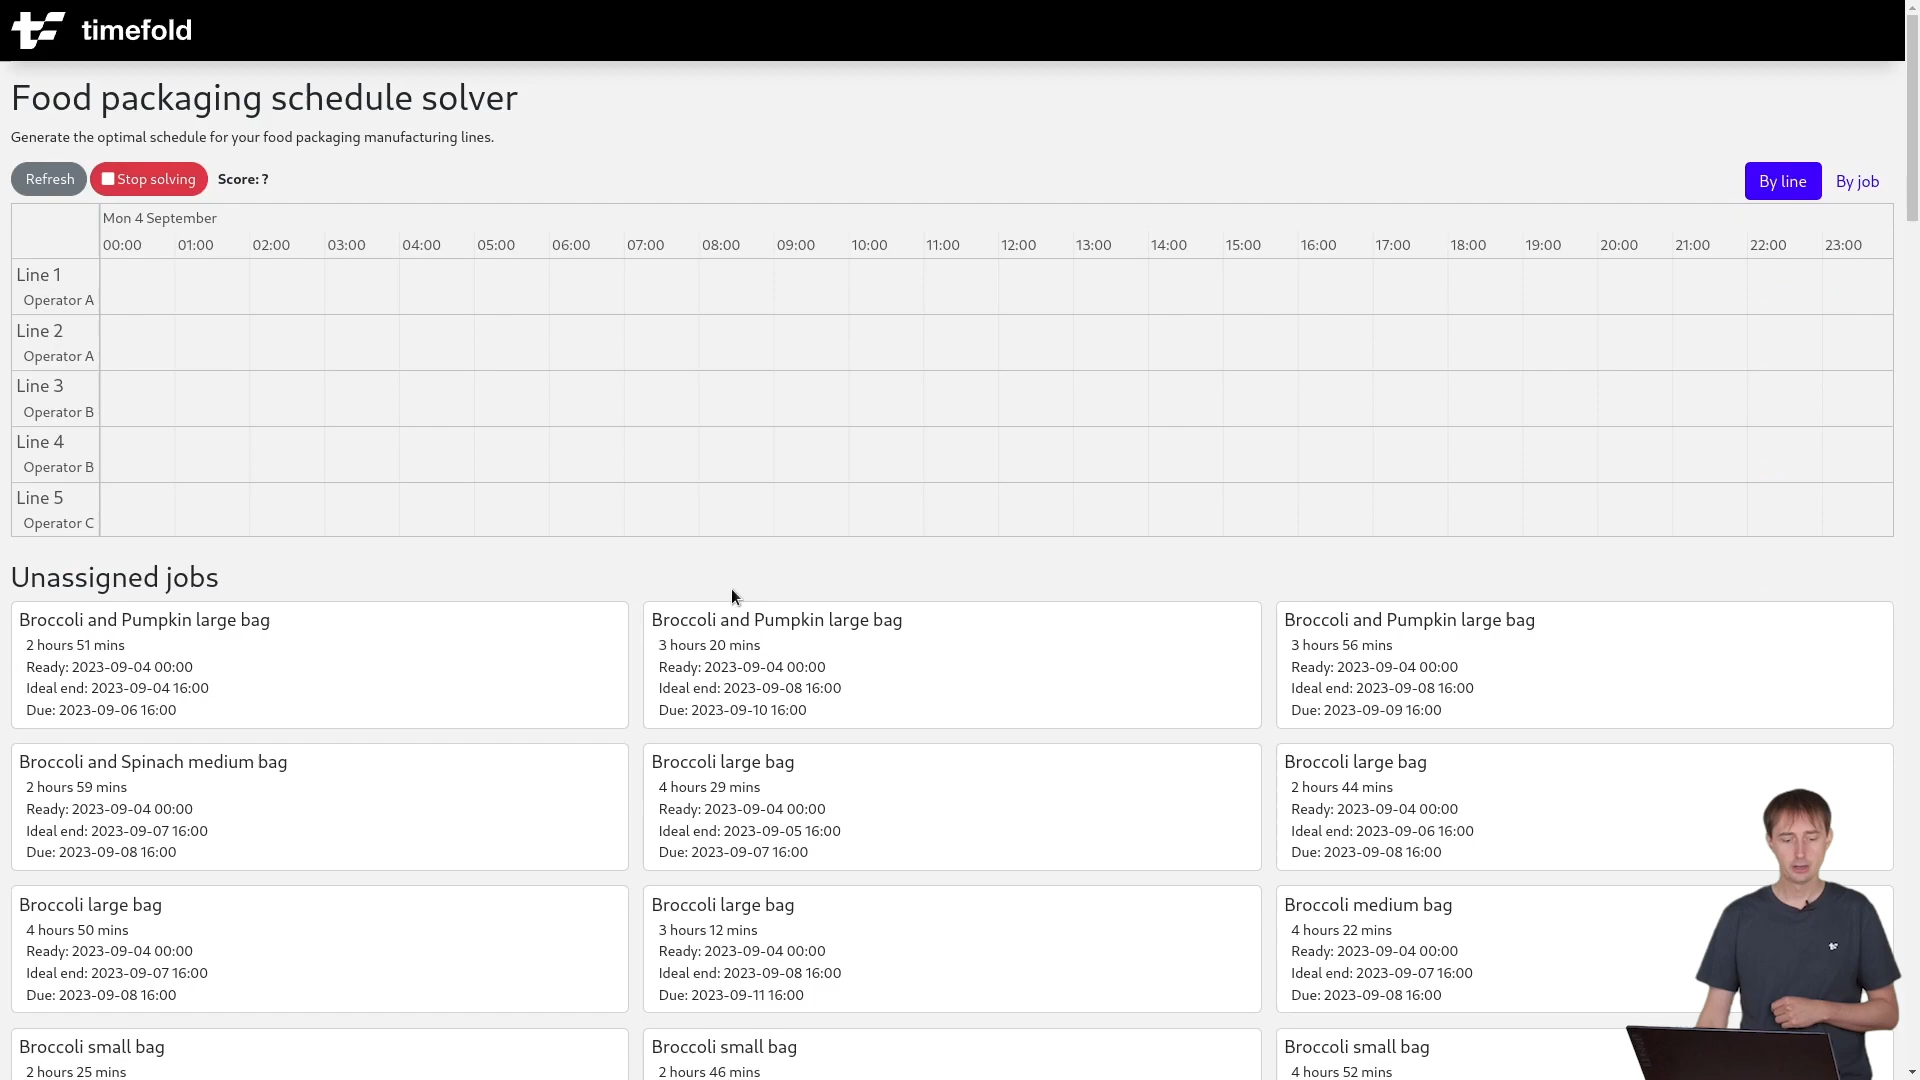 timefold
Food packaging schedule solver
Generate the optimal schedule for your food packaging manufacturing lines.
Refresh Stop solving Score: ? By line By job
Mon 4 September
00:00 01:00 02:00 03:00 04:00 05:00 06:00 07:00 08:00 09:00 10:00 11:00 12:00 13:00 14:00 15:00 16:00 17:00 18:00 19:00 20:00 21:00 22:00 23:00
Line 1
Operator A
Line 2
Operator A
Line 3
Operator B
Line 4
Operator B
Line 5
Operator C
Unassigned jobs
Broccoli and Pumpkin large bag
2 hours 51 mins
Ready: 2023-09-04 00:00
Ideal end: 2023-09-04 16:00
Due: 2023-09-06 16:00
Broccoli and Pumpkin large bag
3 hours 20 mins
Ready: 2023-09-04 00:00
Ideal end: 2023-09-08 16:00
Due: 2023-09-10 16:00
Broccoli and Pumpkin large bag
3 hours 56 mins
Ready: 2023-09-04 00:00
Ideal end: 2023-09-08 16:00
Due: 2023-09-09 16:00
Broccoli and Spinach medium bag
2 hours 59 mins
Ready: 2023-09-04 00:00
Ideal end: 2023-09-07 16:00
Due: 2023-09-08 16:00
Broccoli large bag
4 hours 29 mins
Ready: 2023-09-04 00:00
Ideal end: 2023-09-05 16:00
Due: 2023-09-07 16:00
Broccoli large bag
2 hours 44 mins
Ready: 2023-09-04 00:00
Ideal end: 2023-09-06 16:00
Due: 2023-09-08 16:00
Broccoli large bag
4 hours 50 mins
Ready: 2023-09-04 00:00
Ideal end: 2023-09-07 16:00
Due: 2023-09-08 16:00
Broccoli large bag
3 hours 12 mins
Ready: 2023-09-04 00:00
Ideal end: 2023-09-08 16:00
Due: 2023-09-11 16:00
Broccoli medium bag
4 hours 22 mins
Ready: 2023-09-04 00:00
Ideal end: 2023-09-07 16:00
Due: 2023-09-08 16:00
Broccoli small bag
2 hours 25 mins
Broccoli small bag
2 hours 46 mins
Broccoli small bag
4 hours 52 mins